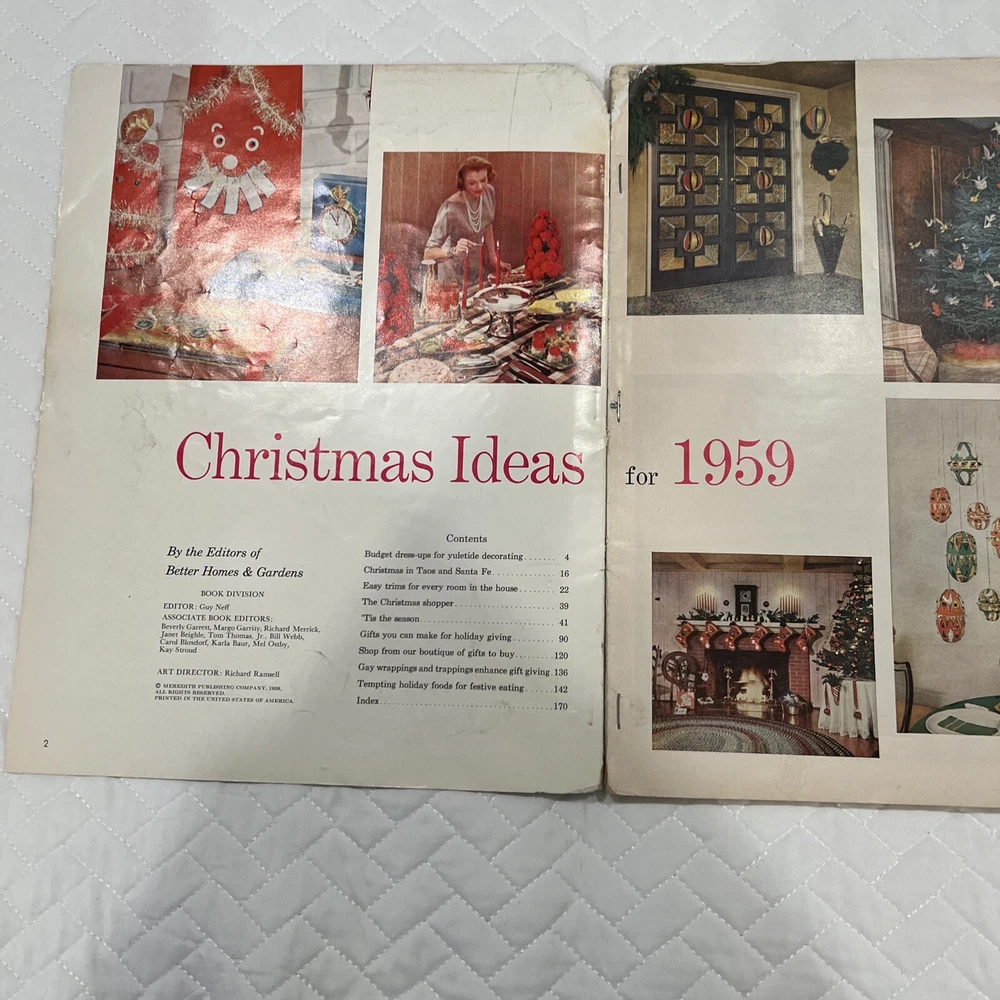 Christmas Ideas for 1959
By the Editors of
Better Homes & Gardens
BOOK DIVISION
EDITOR: Guy Neff
ASSOCIATE BOOK EDITORS:
Beverly Garrett, Margo Garrity, Richard Merrick,
Janet Beighle, Tom Thomas, Jr., Bill Webb,
Carol Bloxdorf, Karla Baur, Mel Ostby,
Kay Stroud
ART DIRECTOR: Richard Ramsell
© MEREDITH PUBLISHING COMPANY, 1959.
ALL RIGHTS RESERVED.
PRINTED IN THE UNITED STATES OF AMERICA.
Contents
Budget dress-ups for yuletide decorating....... 4
Christmas in Taos and Santa Fe............... 16
Easy trims for every room in the house......... 22
The Christmas shopper...................... 39
'Tis the season............................. 41
Gifts you can make for holiday giving.......... 90
Shop from our boutique of gifts to buy........120
Gay wrappings and trappings enhance gift giving.136
Tempting holiday foods for festive eating......142
Index.....................................170
2